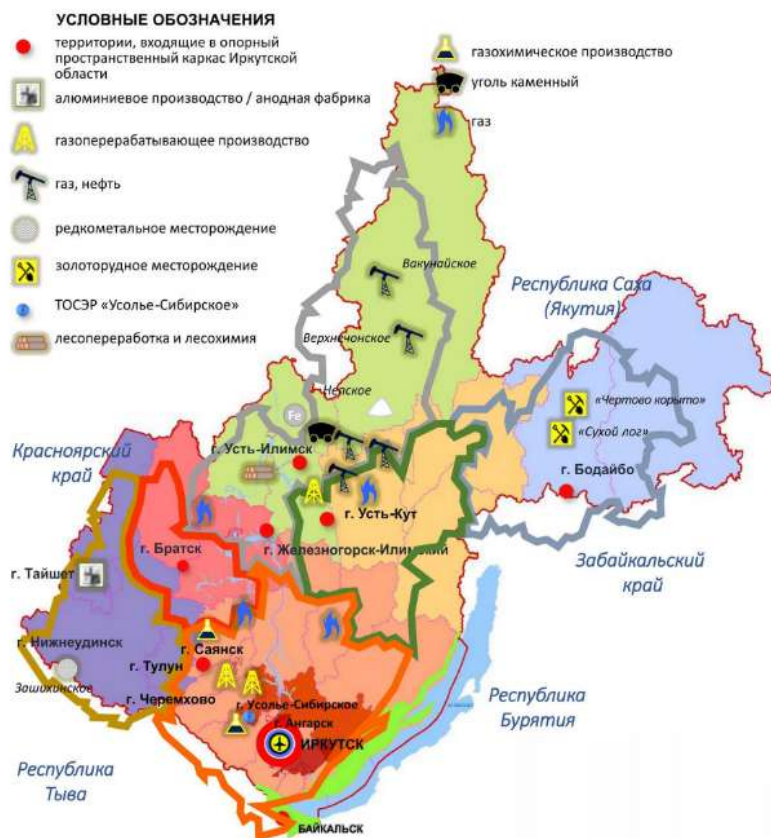 УСЛОВНЫЕ ОБОЗНАЧЕНИЯ
территории, входящие в опорный
пространственный каркас Иркутской
области
алюминиевое производство / анодная фабрика
газоперерабатывающее производство
газ, нефть
редкометальное месторождение
золоторудное месторождение
ТОСЭР «Усолье-Сибирское»
лесопереработка и лесохимия
газохимическое производство
уголь каменный
газ
Вакунайское
Республика Саха
(Якутия)
Верхнечонское
Непское
«Чертово корыто»
Fe
«Сухой лог»
Красноярский
край
г. Усть-Илимск
г. Бодайбо
г. Усть-Кут
г. Братск
г. Железногорск-Илимский
Забайкальский
край
г. Тайшет
г. Нижнеудинск
г. Саянск
г. Тулун
Зашихинское
г. Черемхово
г. Усолье-Сибирское
г. Ангарск
ИРКУТСК
Республика
Бурятия
Республика
Тыва
БАЙКАЛЬСК